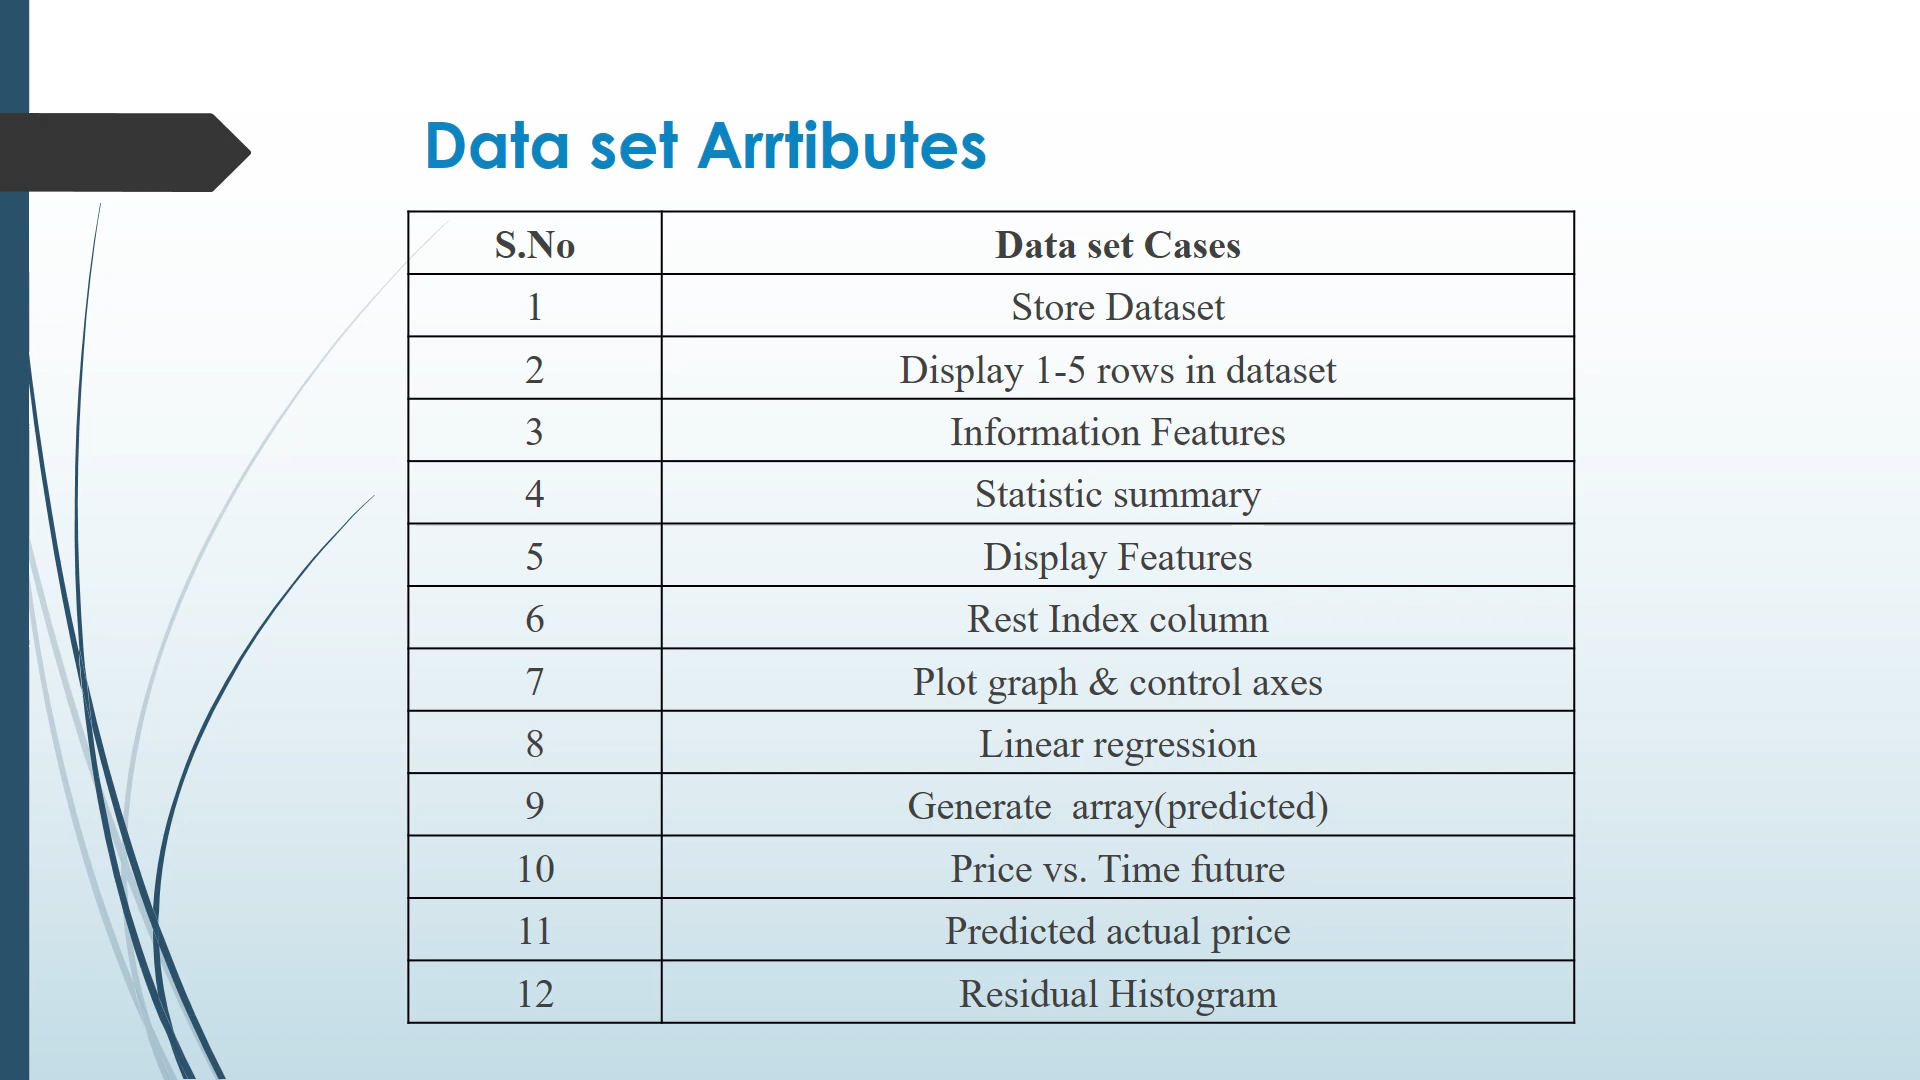 Data set Arrtibutes
S.No Data set Cases
1 Store Dataset
2 Display 1-5 rows in dataset
3 Information Features
4 Statistic summary
5 Display Features
6 Rest Index column
7 Plot graph & control axes
8 Linear regression
9 Generate  array(predicted)
10 Price vs. Time future
11 Predicted actual price
12 Residual Histogram